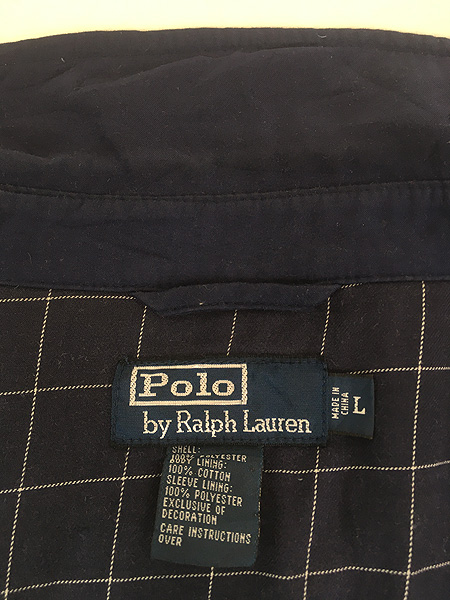 Polo
by Ralph Lauren
MADE IN
CHINA
L
SHELL:
100% POLYESTER
BODY LINING:
100% COTTON
SLEEVE LINING:
100% POLYESTER
EXCLUSIVE OF
DECORATION
CARE INSTRUCTIONS
OVER